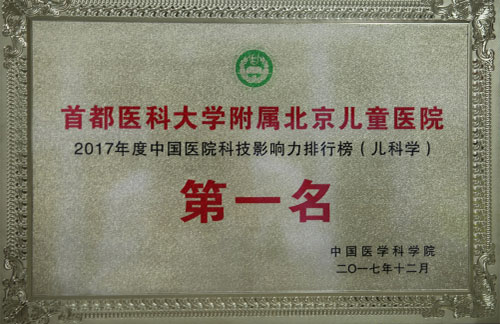 首都医科大学附属北京儿童医院
2017年度中国医院科技影响力排行榜（儿科学）
第一名
中国医学科学院
二〇一七年十二月